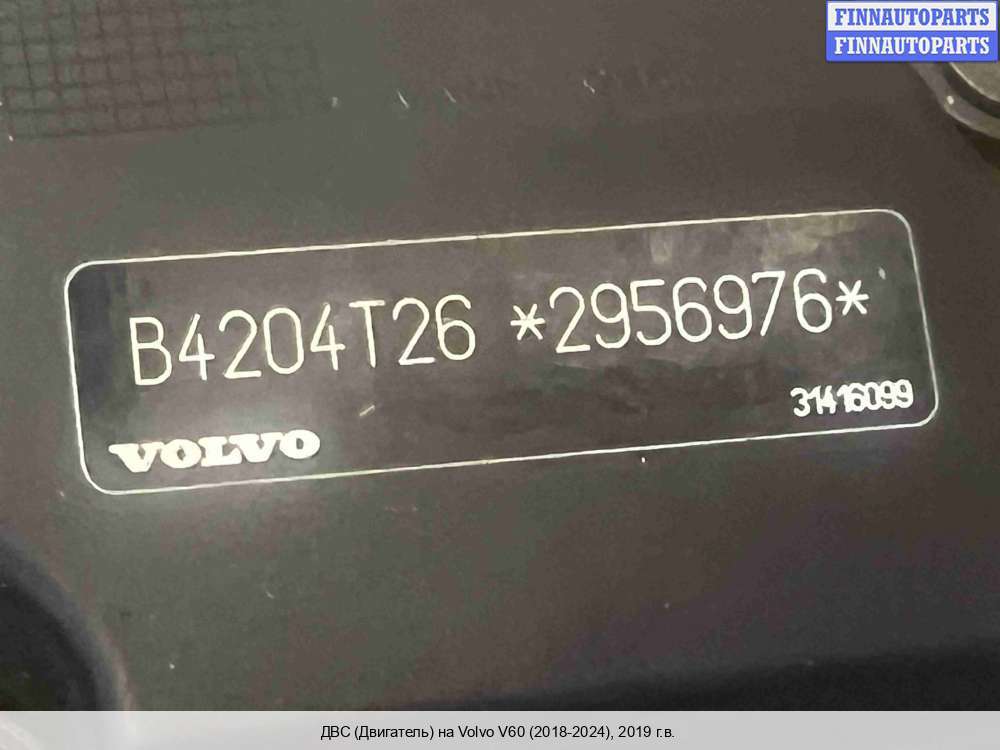 FINNAUTOPARTS
FINNAUTOPARTS
B4204T26 *2956976*
31416099
VOLVO
ДВС (Двигатель) на Volvo V60 (2018-2024), 2019 г.в.